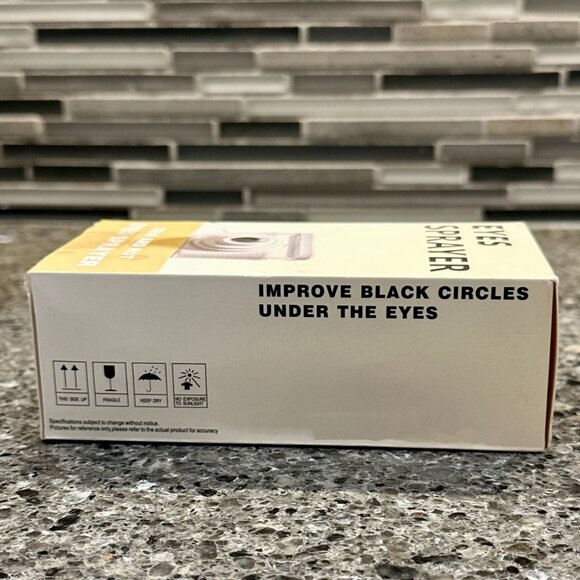 EYES
SPRAYER
IMPROVE BLACK CIRCLES
UNDER THE EYES
THIS SIDE UP
FRAGILE
KEEP DRY
NO EXPOSURE
TO SUNLIGHT
Specifications subject to change without notice.
Pictures for reference only,please refer to the actual product for accuracy